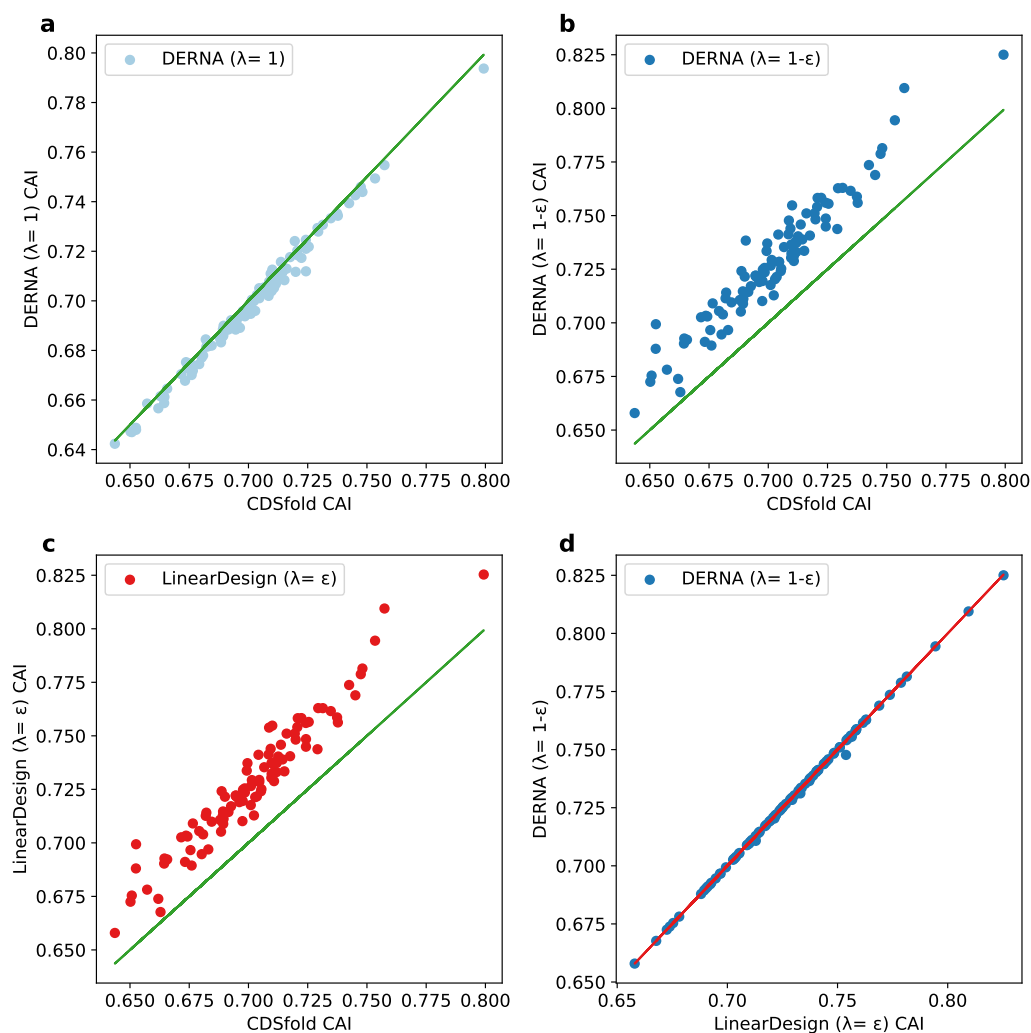 a
DERNA (λ= 1)
0.80
0.78
0.76
0.74
0.72
0.70
0.68
0.66
0.64
DERNA (λ= 1) CAI
0.650 0.675 0.700 0.725 0.750 0.775 0.800
CDSfold CAI
b
DERNA (λ= 1-ε)
0.825
0.800
0.775
0.750
0.725
0.700
0.675
0.650
DERNA (λ= 1-ε) CAI
0.650 0.675 0.700 0.725 0.750 0.775 0.800
CDSfold CAI
c
LinearDesign (λ= ε)
0.825
0.800
0.775
0.750
0.725
0.700
0.675
0.650
LinearDesign (λ= ε) CAI
0.650 0.675 0.700 0.725 0.750 0.775 0.800
CDSfold CAI
d
DERNA (λ= 1-ε)
0.825
0.800
0.775
0.750
0.725
0.700
0.675
0.650
DERNA (λ= 1-ε) CAI
0.65 0.70 0.75 0.80
LinearDesign (λ= ε) CAI